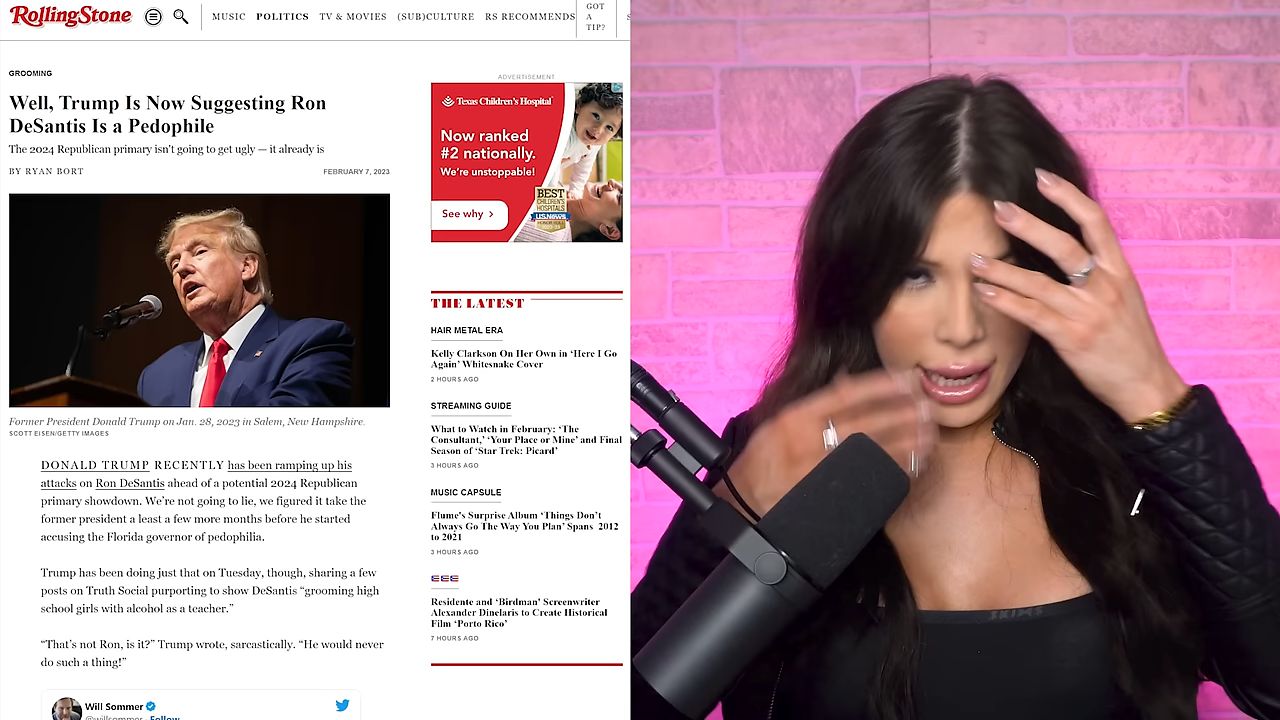 RollingStone
MUSIC
POLITICS
TV & MOVIES
(SUB)CULTURE
RS RECOMMENDS
GOT
A
TIP?
GROOMING
Well, Trump Is Now Suggesting Ron
DeSantis Is a Pedophile
The 2024 Republican primary isn't going to get ugly — it already is
BY RYAN BORT
FEBRUARY 7, 2023
Former President Donald Trump on Jan. 28, 2023 in Salem, New Hampshire.
SCOTT EISEN/GETTY IMAGES
DONALD TRUMP RECENTLY has been ramping up his
attacks on Ron DeSantis ahead of a potential 2024 Republican
primary showdown. We're not going to lie, we figured it take the
former president a least a few more months before he started
accusing the Florida governor of pedophilia.
Trump has been doing just that on Tuesday, though, sharing a few
posts on Truth Social purporting to show DeSantis "grooming high
school girls with alcohol as a teacher."
"That's not Ron, is it?" Trump wrote, sarcastically. "He would never
do such a thing!"
Will Sommer
@willsommer · Follow
ADVERTISEMENT
Texas Children's Hospital
Now ranked
#2 nationally.
We're unstoppable!
See why >
BEST
CHILDREN'S
HOSPITALS
U.S. News
HONOR ROLL
THE LATEST
HAIR METAL ERA
Kelly Clarkson On Her Own in 'Here I Go
Again' Whitesnake Cover
2 HOURS AGO
STREAMING GUIDE
What to Watch in February: 'The
Consultant,' 'Your Place or Mine' and Final
Season of 'Star Trek: Picard'
3 HOURS AGO
MUSIC CAPSULE
Flume's Surprise Album 'Things Don't
Always Go The Way You Plan' Spans 2012
to 2021
3 HOURS AGO
Residente and 'Birdman' Screenwriter
Alexander Dinelaris to Create Historical
Film 'Porto Rico'
7 HOURS AGO
SKIMS